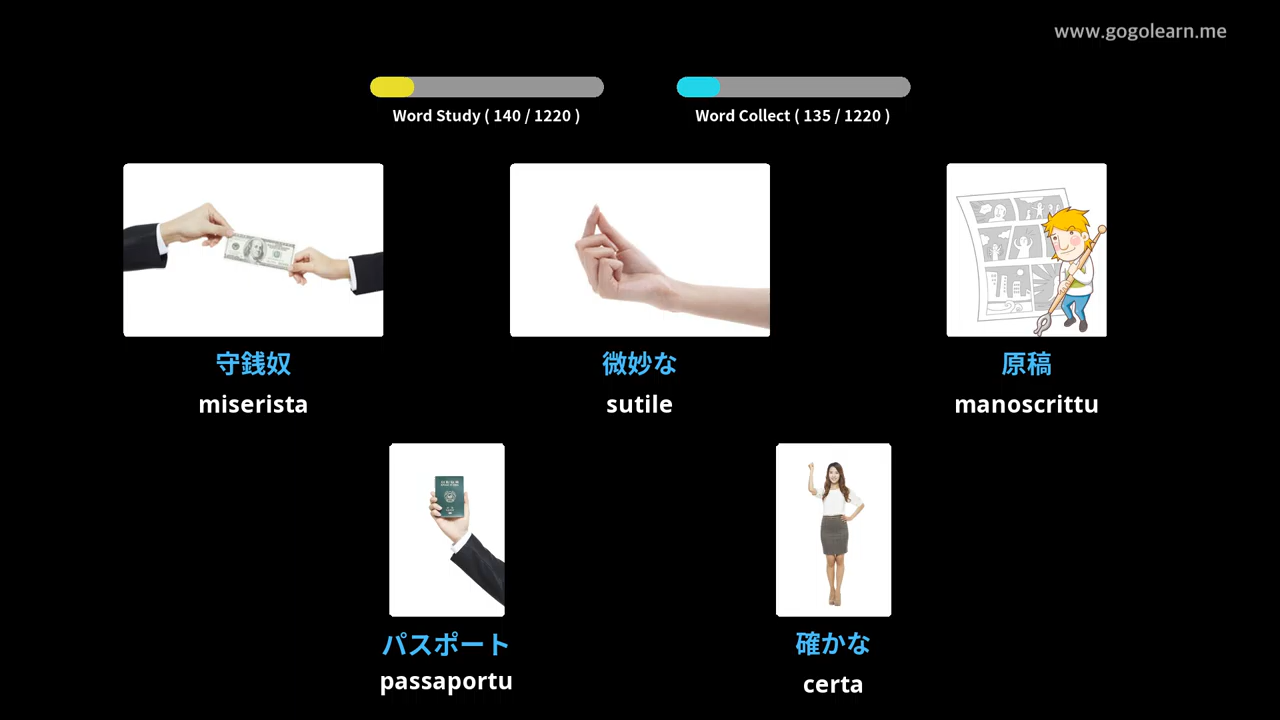 www.gogolearn.me
Word Study ( 140 / 1220 )
Word Collect ( 135 / 1220 )
守銭奴
miserista
微妙な
sutile
原稿
manoscrittu
パスポート
passaportu
確かな
certa